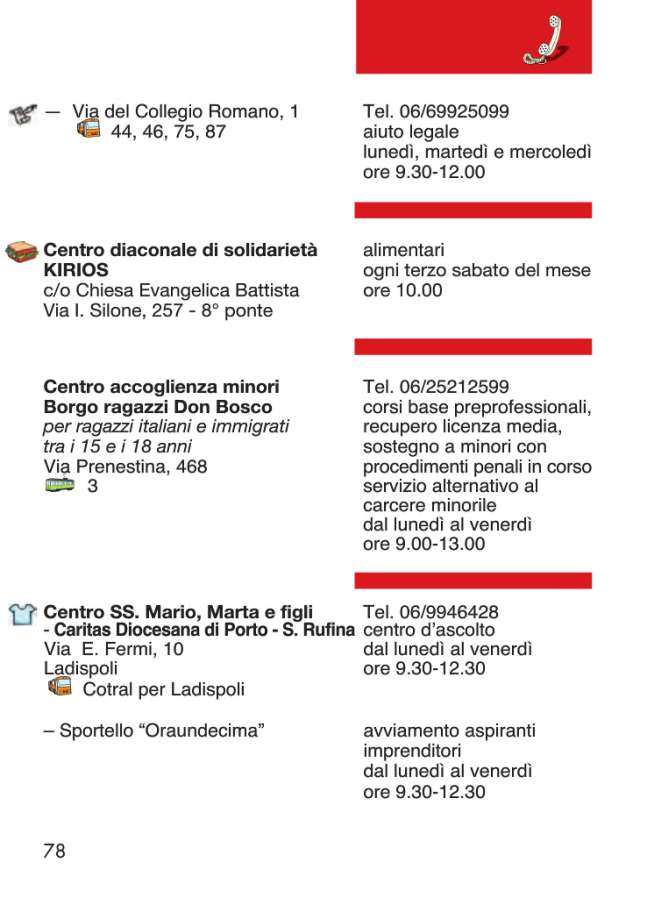 — Via del Collegio Romano, 1
44, 46, 75, 87
Tel. 06/69925099
aiuto legale
lunedì, martedì e mercoledì
ore 9.30-12.00
Centro diaconale di solidarietà
KIRIOS
c/o Chiesa Evangelica Battista
Via I. Silone, 257 - 8° ponte
alimentari
ogni terzo sabato del mese
ore 10.00
Centro accoglienza minori
Borgo ragazzi Don Bosco
per ragazzi italiani e immigrati
tra i 15 e i 18 anni
Via Prenestina, 468
3
Tel. 06/25212599
corsi base preprofessionali,
recupero licenza media,
sostegno a minori con
procedimenti penali in corso
servizio alternativo al
carcere minorile
dal lunedì al venerdì
ore 9.00-13.00
Centro SS. Mario, Marta e figli
- Caritas Diocesana di Porto - S. Rufina
Via E. Fermi, 10
Ladispoli
Cotral per Ladispoli
Tel. 06/9946428
centro d’ascolto
dal lunedì al venerdì
ore 9.30-12.30
– Sportello “Oraundecima”
avviamento aspiranti
imprenditori
dal lunedì al venerdì
ore 9.30-12.30
78